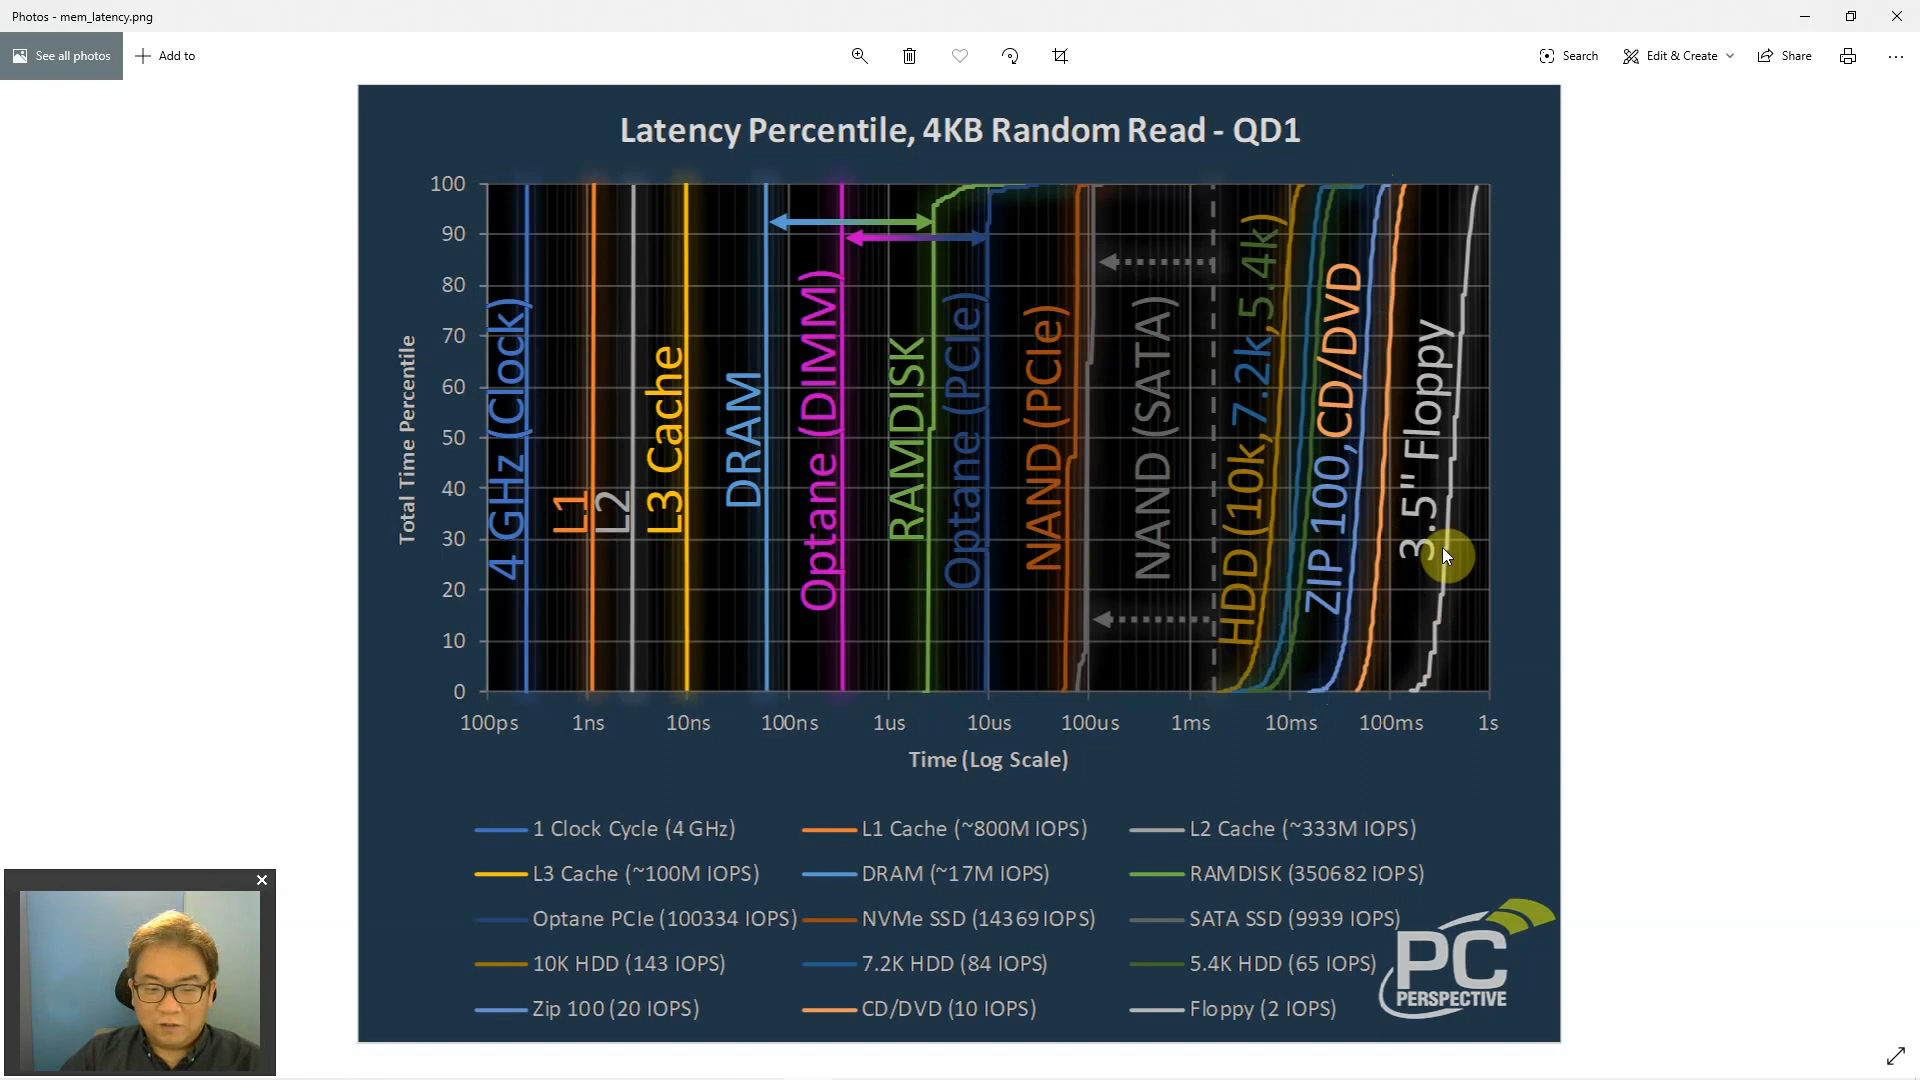 Photos - mem_latency.png
See all photos
Add to
Search
Edit & Create
Share
Latency Percentile, 4KB Random Read - QD1
100
90
80
70
60
50
40
30
20
10
0
Total Time Percentile
4 GHz (Clock)
L1
L2
L3 Cache
DRAM
Optane (DIMM)
RAMDISK
Optane (PCIe)
NAND (PCIe)
NAND (SATA)
HDD (10k,7.2k,5.4k)
ZIP 100,CD/DVD
3.5" Floppy
100ps 1ns 10ns 100ns 1us 10us 100us 1ms 10ms 100ms 1s
Time (Log Scale)
1 Clock Cycle (4 GHz) L1 Cache (~800M IOPS) L2 Cache (~333M IOPS)
L3 Cache (~100M IOPS) DRAM (~17M IOPS) RAMDISK (350682 IOPS)
Optane PCIe (100334 IOPS) NVMe SSD (14369 IOPS) SATA SSD (9939 IOPS)
10K HDD (143 IOPS) 7.2K HDD (84 IOPS) 5.4K HDD (65 IOPS)
Zip 100 (20 IOPS) CD/DVD (10 IOPS) Floppy (2 IOPS)
PC
PERSPECTIVE